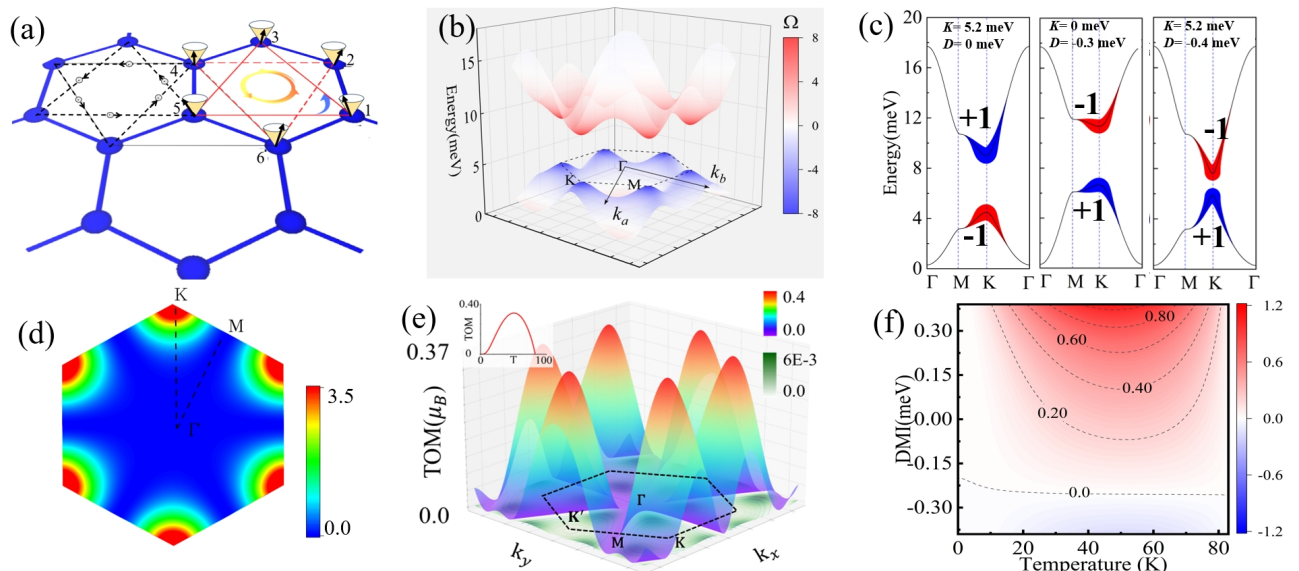 (a)
3
4
2
5
1
6
(b)
Ω
8
4
0
-4
-8
Energy(meV)
15
10
5
0
Γ
K
M
k_b
k_a
(c)
Energy(meV)
20
16
12
8
4
0
K= 5.2 meV
D= 0 meV
+1
-1
K= 0 meV
D= -0.3 meV
-1
+1
K= 5.2 meV
D= -0.4 meV
-1
+1
Γ M K Γ
Γ M K Γ
Γ M K Γ
(d)
K
M
Γ
3.5
0.0
(e)
0.40
TOM
0
0 T 100
0.4
0.0
6E-3
0.0
0.37
TOM(μ_B)
0.0
Γ
K'
M
K
k_y
k_x
(f)
DMI(meV)
0.30
-0.15
-0.00
-0.15
-0.30
0.80
0.60
0.40
0.20
0.0
0 20 40 60 80
Temperature (K)
1.2
0.6
0.0
-0.6
-1.2